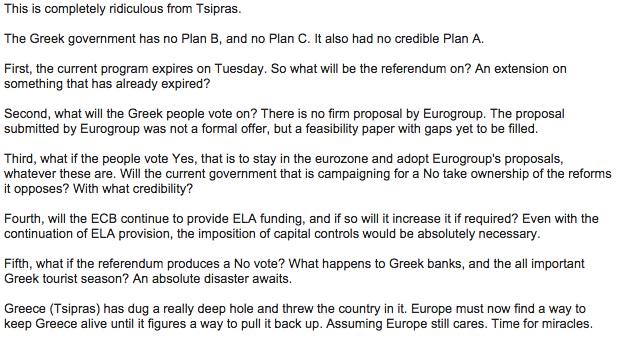 This is completely ridiculous from Tsipras.
The Greek government has no Plan B, and no Plan C. It also had no credible Plan A.
First, the current program expires on Tuesday. So what will be the referendum on? An extension on
something that has already expired?
Second, what will the Greek people vote on? There is no firm proposal by Eurogroup. The proposal
submitted by Eurogroup was not a formal offer, but a feasibility paper with gaps yet to be filled.
Third, what if the people vote Yes, that is to stay in the eurozone and adopt Eurogroup's proposals,
whatever these are. Will the current government that is campaigning for a No take ownership of the reforms
it opposes? With what credibility?
Fourth, will the ECB continue to provide ELA funding, and if so will it increase it if required? Even with the
continuation of ELA provision, the imposition of capital controls would be absolutely necessary.
Fifth, what if the referendum produces a No vote? What happens to Greek banks, and the all important
Greek tourist season? An absolute disaster awaits.
Greece (Tsipras) has dug a really deep hole and threw the country in it. Europe must now find a way to
keep Greece alive until it figures a way to pull it back up. Assuming Europe still cares. Time for miracles.